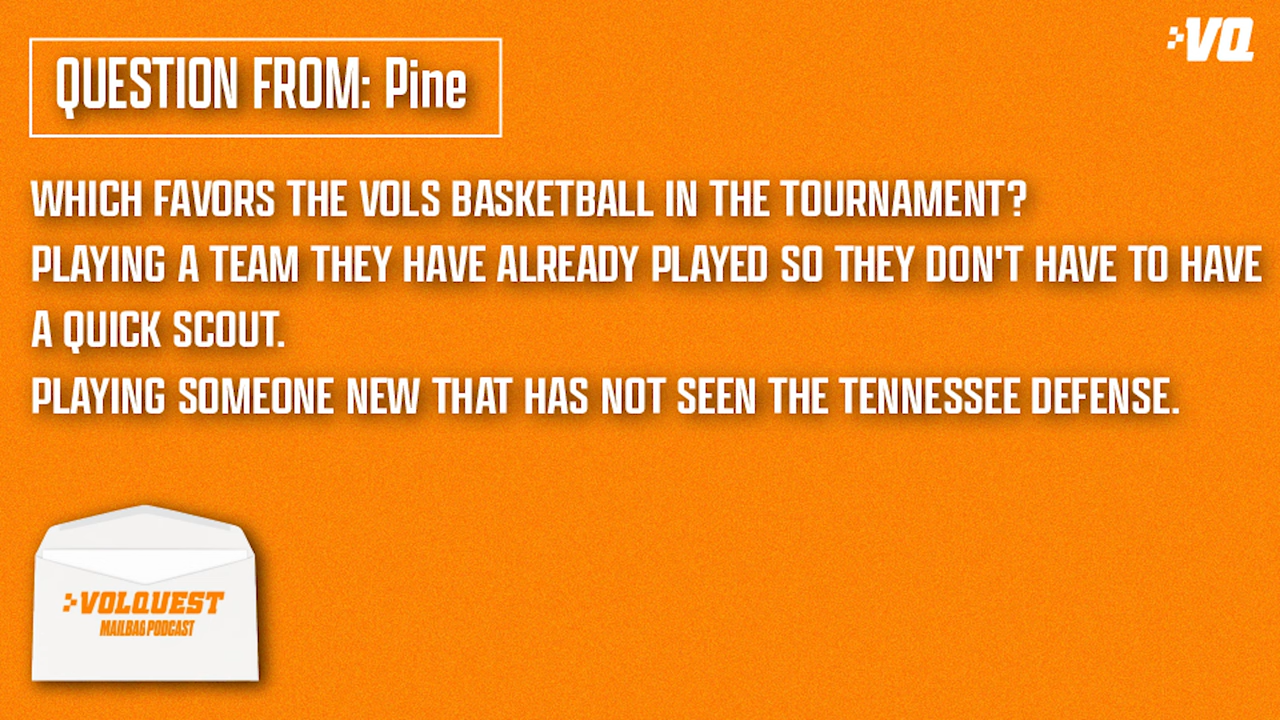 VQ
QUESTION FROM: Pine
WHICH FAVORS THE VOLS BASKETBALL IN THE TOURNAMENT?
PLAYING A TEAM THEY HAVE ALREADY PLAYED SO THEY DON'T HAVE TO HAVE
A QUICK SCOUT.
PLAYING SOMEONE NEW THAT HAS NOT SEEN THE TENNESSEE DEFENSE.
VOLQUEST
MAILBAG PODCAST